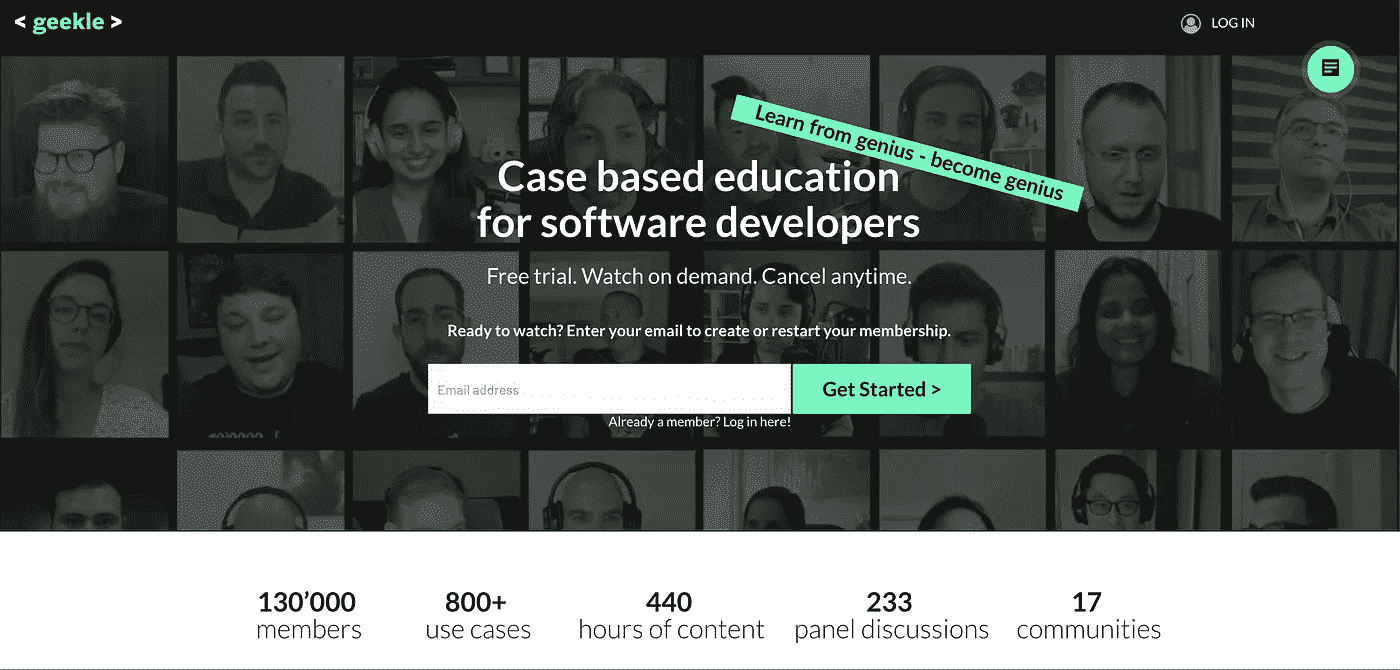 < geekle >
LOG IN
Learn from genius - become genius
Case based education
for software developers
Free trial. Watch on demand. Cancel anytime.
Ready to watch? Enter your email to create or restart your membership.
Email address
Get Started >
Already a member? Log in here!
130’000
members
800+
use cases
440
hours of content
233
panel discussions
17
communities